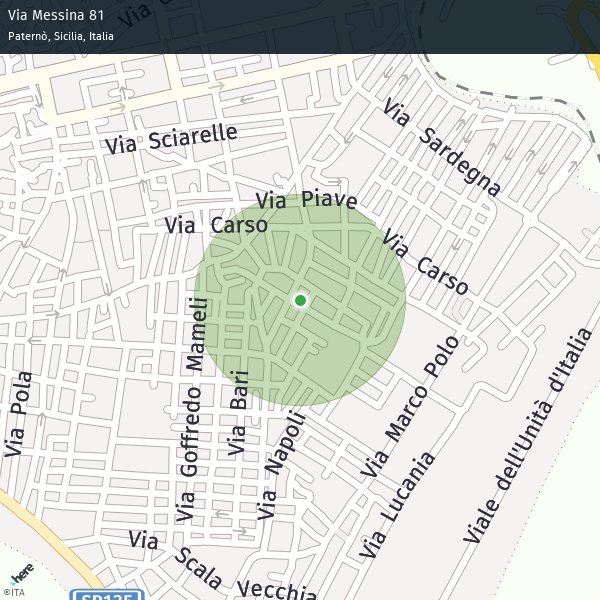 Via Messina 81
Paternò, Sicilia, Italia
Via Sciarelle
Via Sardegna
Via Piave
Via Carso
Via Carso
Via Goffredo Mameli
Via Marco Polo
Viale dell'Unità d'Italia
Via Pola
Via Bari
Via Napoli
Via Lucania
Via Scala Vecchia
here
©ITA